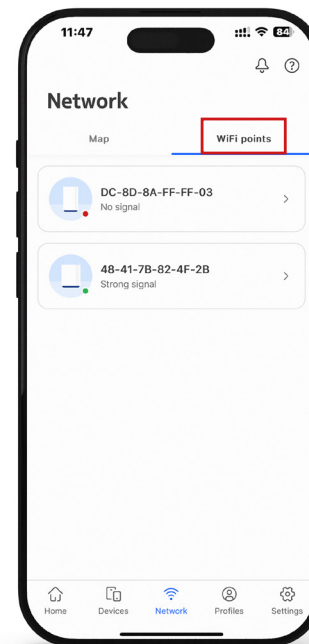 11:47
84
Network
Map
WiFi points
DC-8D-8A-FF-FF-03
No signal
48-41-7B-82-4F-2B
Strong signal
Home
Devices
Network
Profiles
Settings